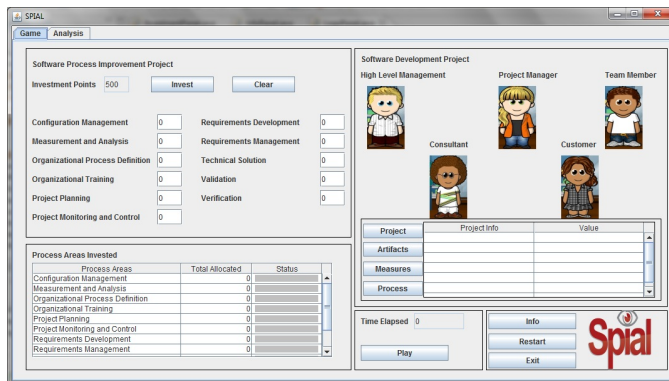 SPIAL
Game Analysis
Software Process Improvement Project
Investment Points 500 Invest Clear
Configuration Management 0 Requirements Development 0
Measurement and Analysis 0 Requirements Management 0
Organizational Process Definition 0 Technical Solution 0
Organizational Training 0 Validation 0
Project Planning 0 Verification 0
Project Monitoring and Control 0
Process Areas Invested
Process Areas Total Allocated Status
Configuration Management 0
Measurement and Analysis 0
Organizational Process Definition 0
Organizational Training 0
Project Planning 0
Project Monitoring and Control 0
Requirements Development 0
Requirements Management 0
Software Development Project
High Level Management Project Manager Team Member
Consultant Customer
Project Project Info Value
Artifacts
Measures
Process
Time Elapsed 0
Play
Info
Restart
Exit
Spial